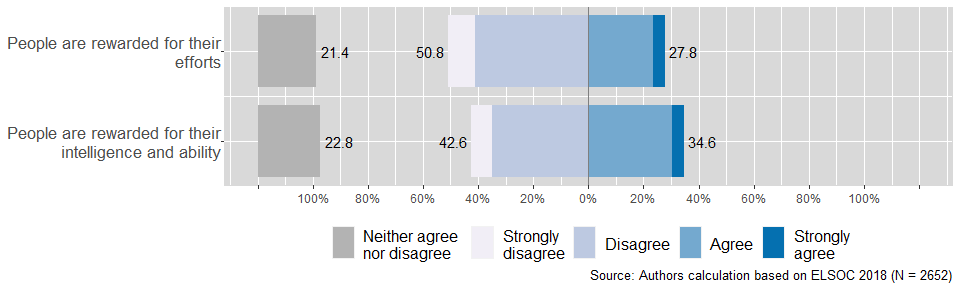 People are rewarded for their
efforts
21.4
50.8
27.8
People are rewarded for their
intelligence and ability
22.8
42.6
34.6
100% 80% 60% 40% 20% 0% 20% 40% 60% 80% 100%
Neither agree
nor disagree
Strongly
disagree
Disagree
Agree
Strongly
agree
Source: Authors calculation based on ELSOC 2018 (N = 2652)